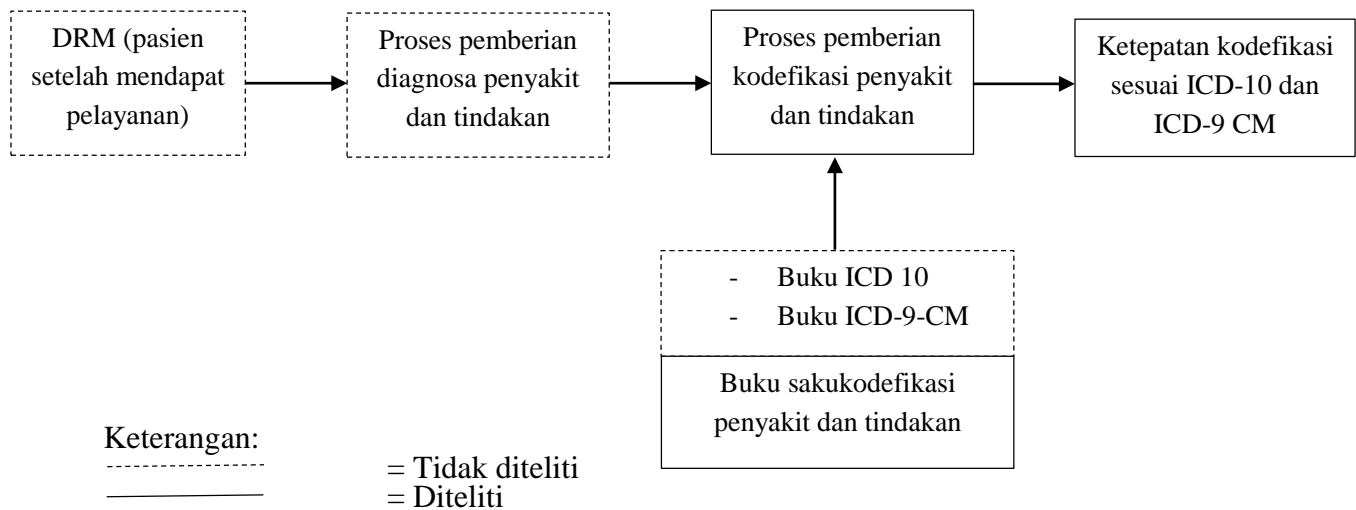 DRM (pasien
setelah mendapat
pelayanan)
Proses pemberian
diagnosa penyakit
dan tindakan
Proses pemberian
kodefikasi penyakit
dan tindakan
Ketepatan kodefikasi
sesuai ICD-10 dan
ICD-9 CM
- Buku ICD 10
- Buku ICD-9-CM
Buku sakukodefikasi
penyakit dan tindakan
Keterangan:
= Tidak diteliti
= Diteliti